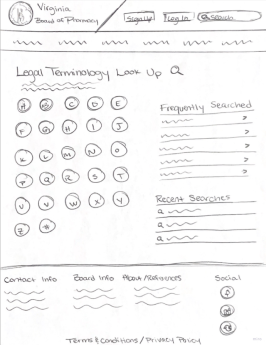 Virginia
Board of Pharmacy
Sign Up
Log In
Search
Legal Terminology Look Up
A B C D E
F G H I J
K L M N O
P Q R S T
U V W X Y
Z #
Frequently Searched
Recent Searches
Contact Info
Board Info
About/References
Social
Terms & Conditions / Privacy Policy